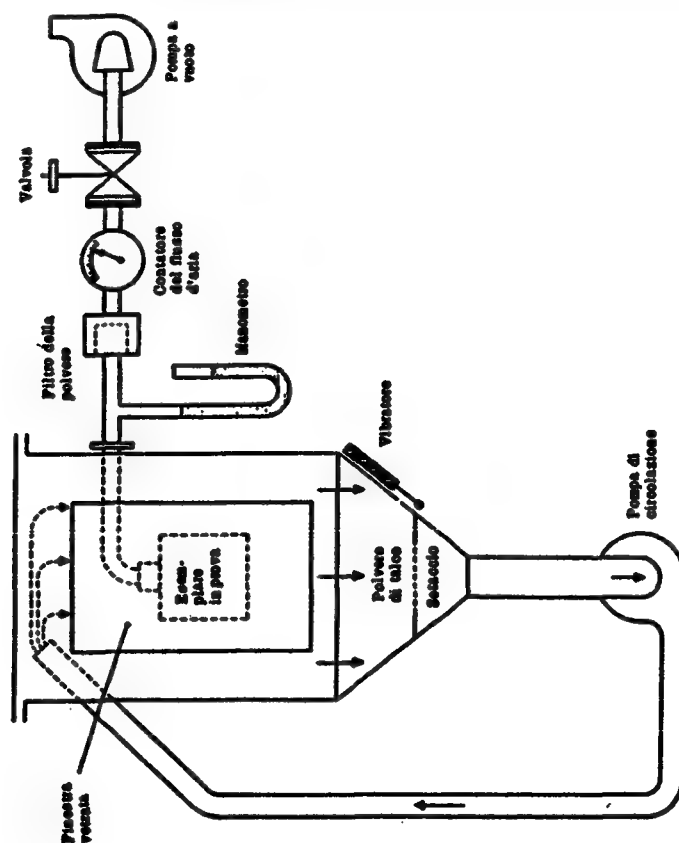 Pompa a
vuoto
Valvola
Contatore
del flusso
d'aria
Filtro della
polvere
Manometro
Vibratore
Esem-
plare
in prova
Polvere
di talco
Setaccio
Pompa di
circolazione
Finestra
vetrata